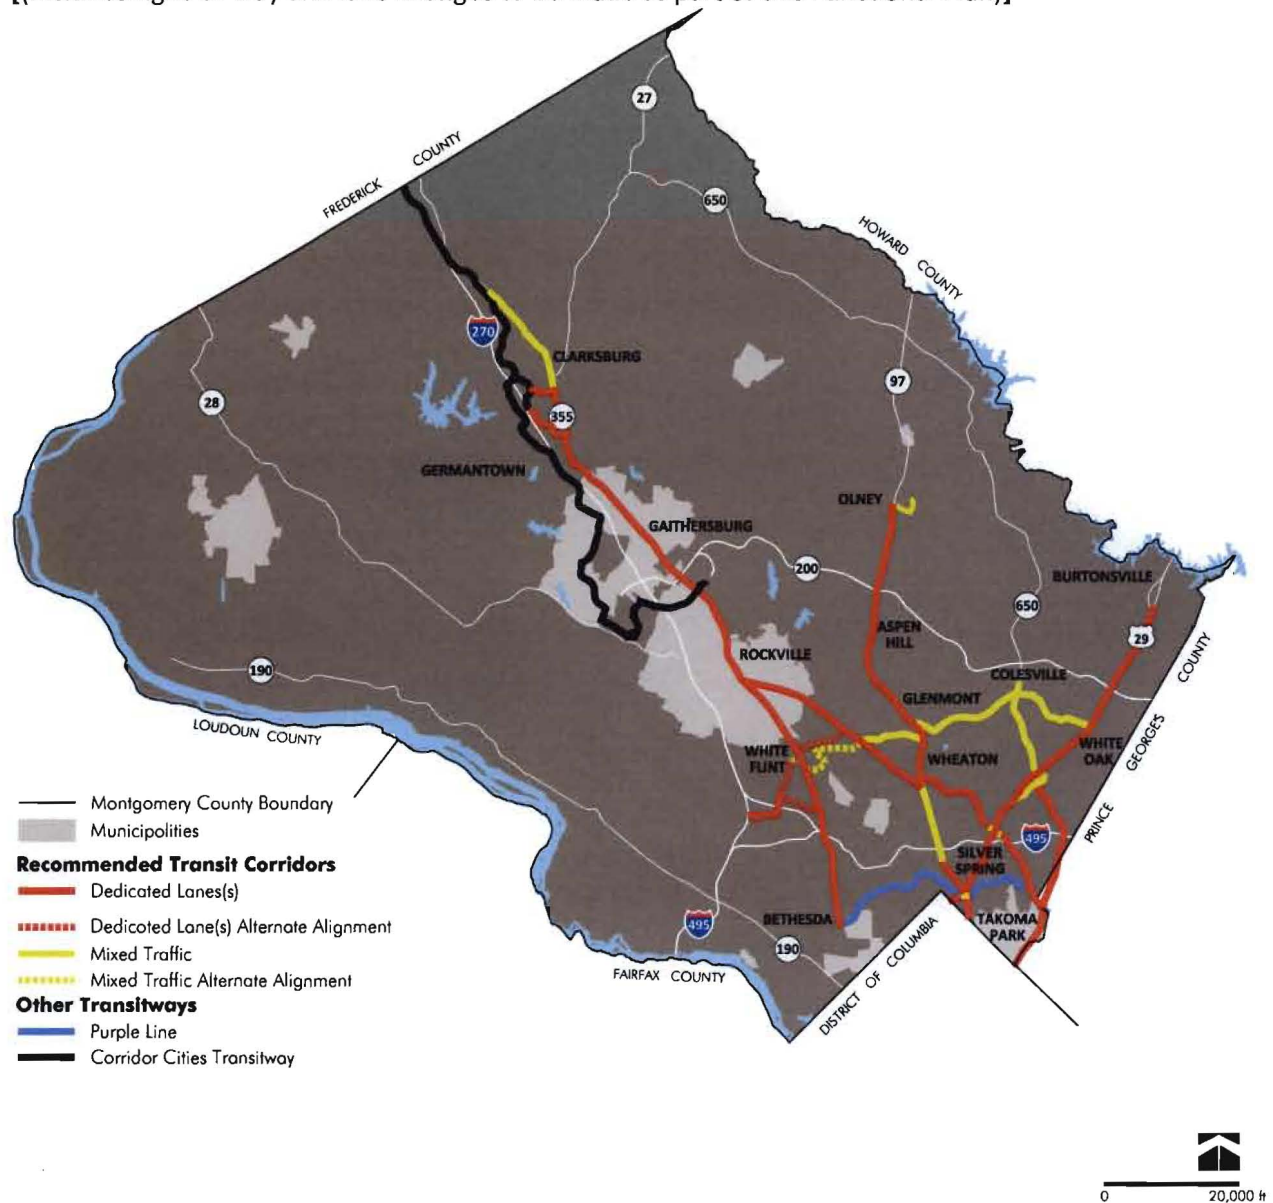 27
FREDERICK COUNTY
650
HOWARD COUNTY
270
CLARKSBURG
28
97
355
GERMANTOWN
OLNEY
GAITHERSBURG
200
BURTONSVILLE
650
29
ASPEN
HILL
ROCKVILLE
190
COLESVILLE
GLENMONT
LOUDOUN COUNTY
WHITE
FLINT
WHEATON
WHITE
OAK
PRINCE GEORGE'S COUNTY
495
SILVER
SPRING
BETHESDA
TAKOMA
PARK
495
190
FAIRFAX COUNTY
DISTRICT OF COLUMBIA
Montgomery County Boundary
Municipolities
Recommended Transit Corridors
Dedicated Lanes(s)
Dedicoted Lane(s) Alternate Alignment
Mixed Traffic
Mixed Traffic Alternate Alignment
Other Transitways
Purple Line
Corridor Cities Transitway
0 20,000 ft